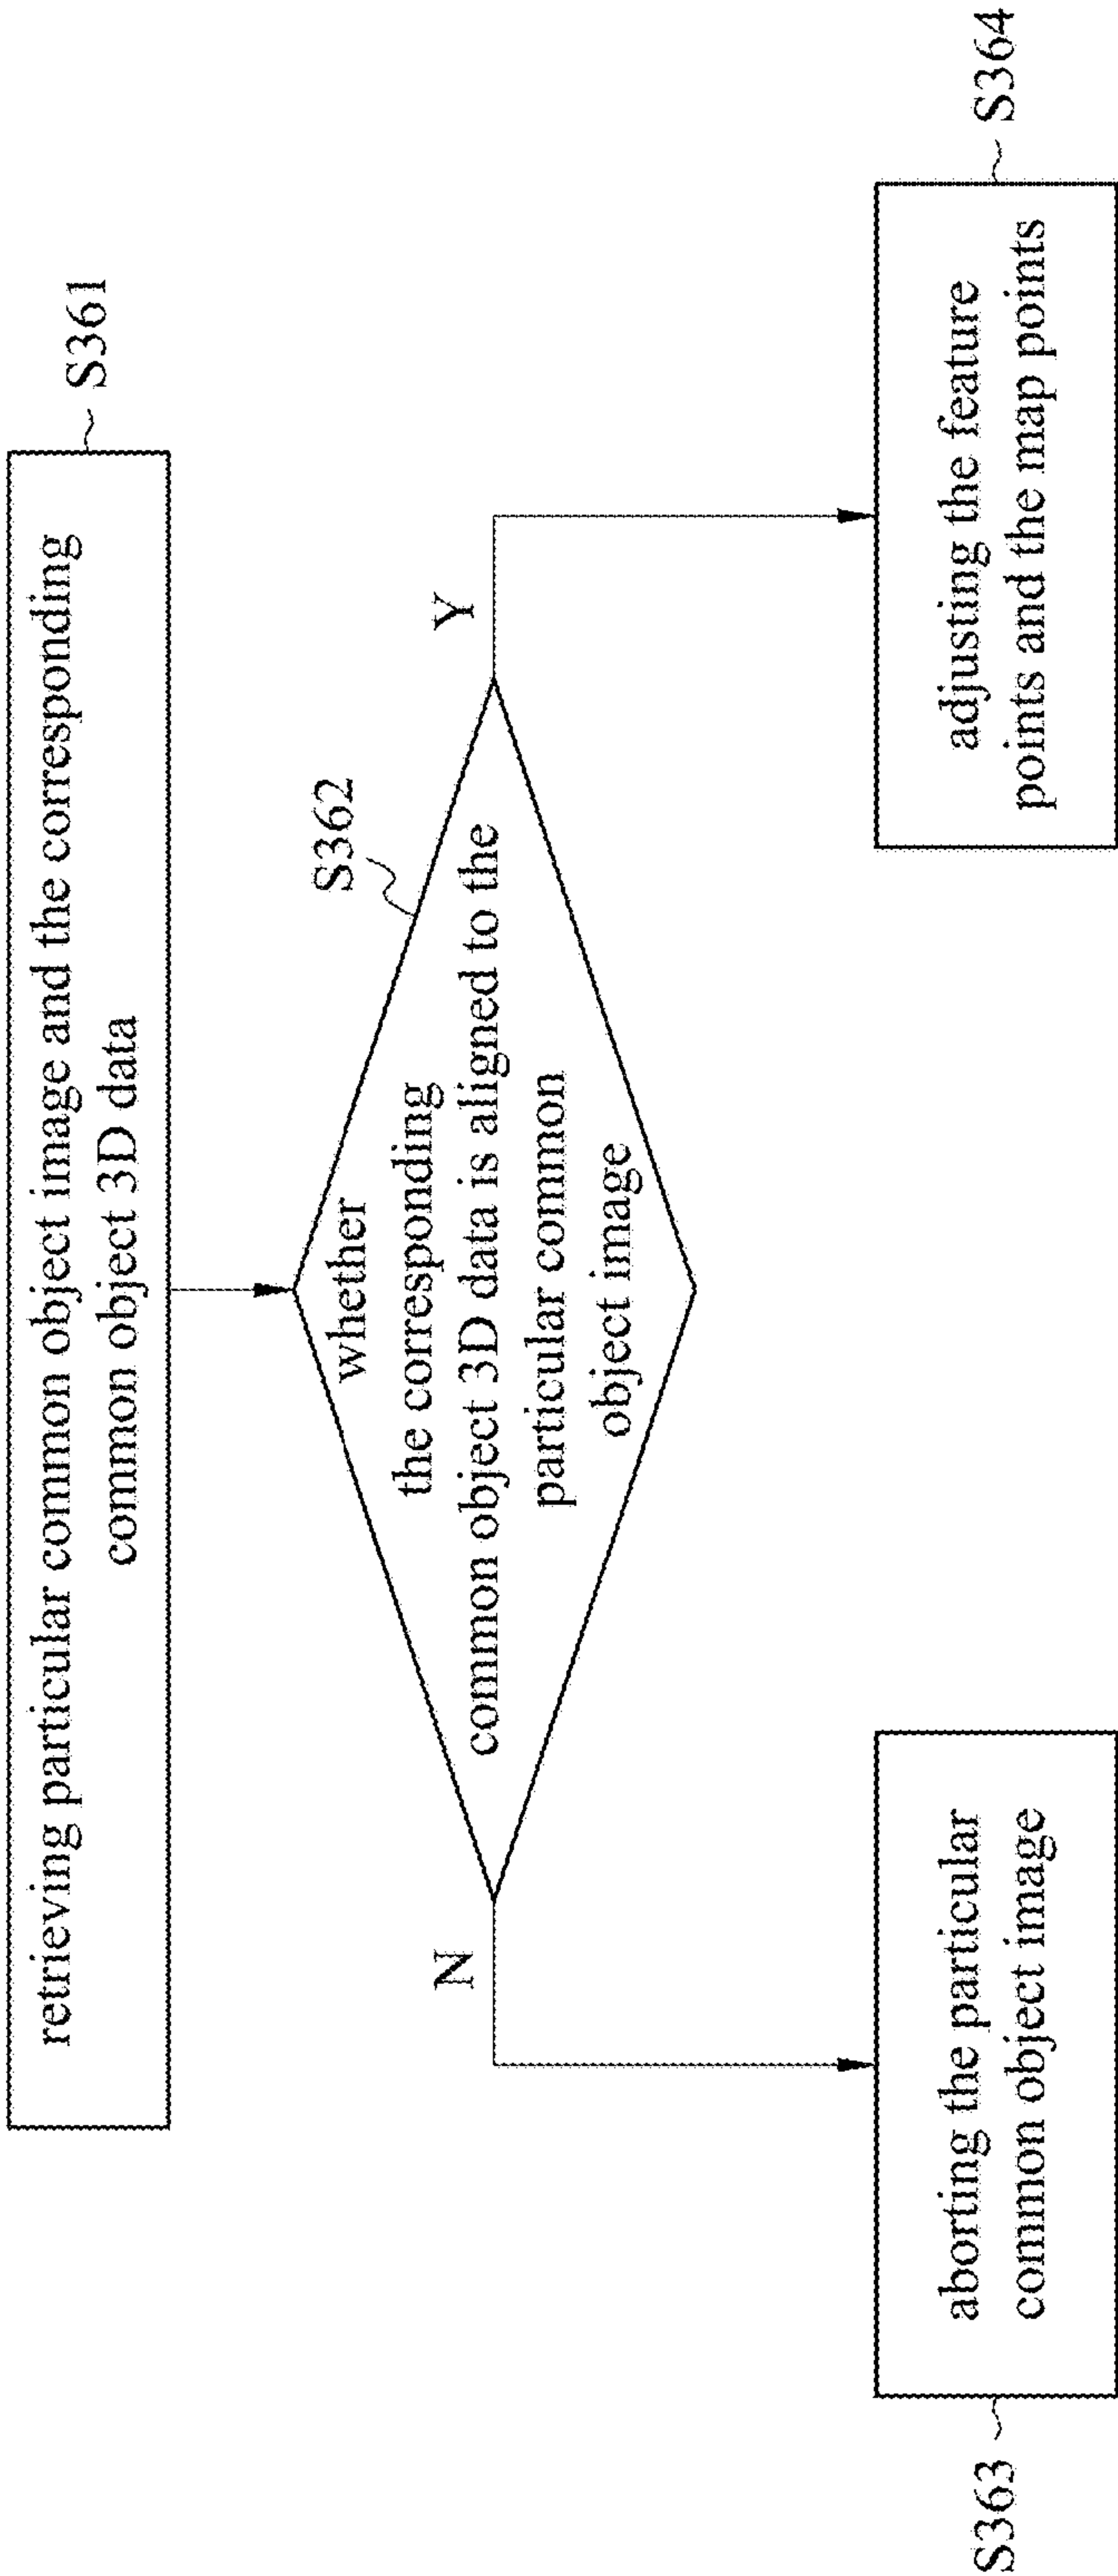 retrieving particular common object image and the corresponding
common object 3D data
S361
whether
the corresponding
common object 3D data is aligned to the
particular common
object image
S362
N
Y
aborting the particular
common object image
S363
adjusting the feature
points and the map points
S364